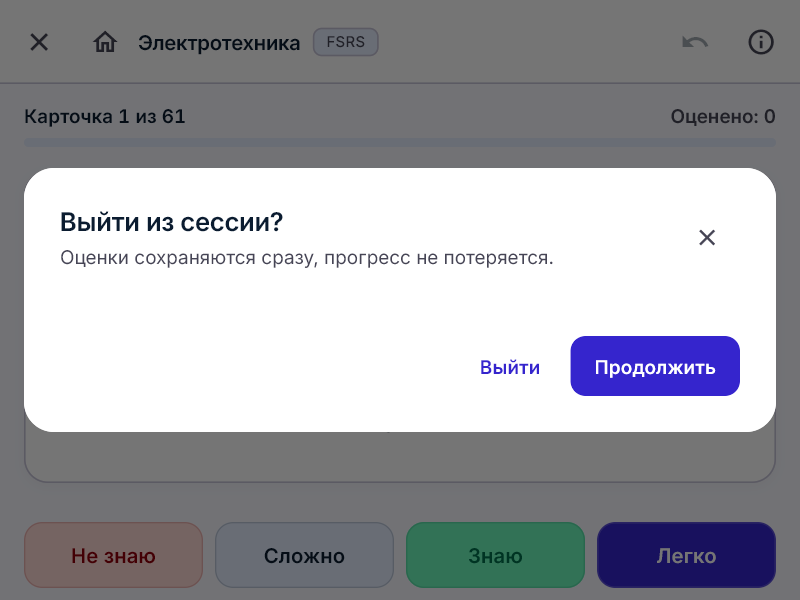 Электротехника FSRS
Карточка 1 из 61
Оценено: 0
Выйти из сессии?
Оценки сохраняются сразу, прогресс не потеряется.
Выйти
Продолжить
Не знаю
Сложно
Знаю
Легко